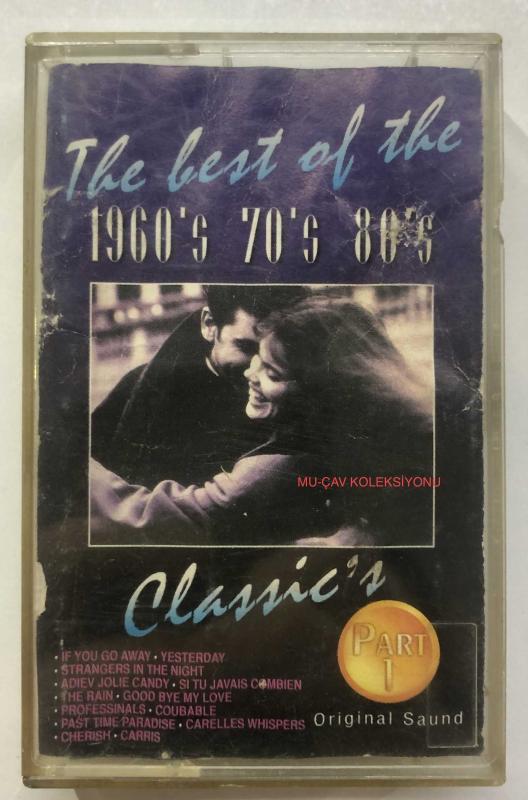 The best of the
1960's 70's 80's
MU-ÇAV KOLEKSİYONU
Classic's
PART
1
Original Saund
• IF YOU GO AWAY • YESTERDAY
• STRANGERS IN THE NIGHT
• ADIEV JOLIE CANDY • SI TU JAVAIS COMBIEN
• THE RAIN • GOOD BYE MY LOVE
• PROFESSINALS • COUBABLE
• PAST TIME PARADISE • CARELLES WHISPERS
• CHERISH • CARRIS